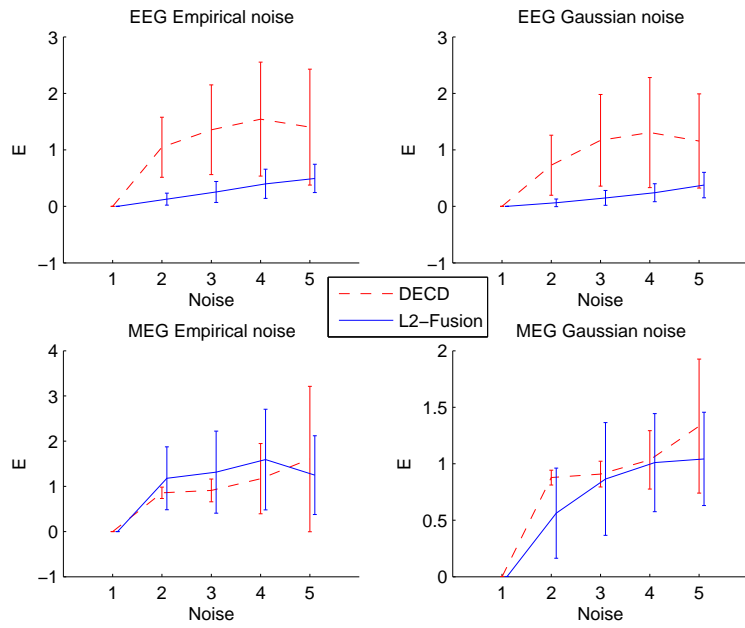 EEG Empirical noise
3
2
1
0
−1
E
1 2 3 4 5
Noise
EEG Gaussian noise
3
2
1
0
−1
E
1 2 3 4 5
Noise
DECD
L2−Fusion
MEG Empirical noise
4
3
2
1
0
−1
E
1 2 3 4 5
Noise
MEG Gaussian noise
2
1.5
1
0.5
0
E
1 2 3 4 5
Noise